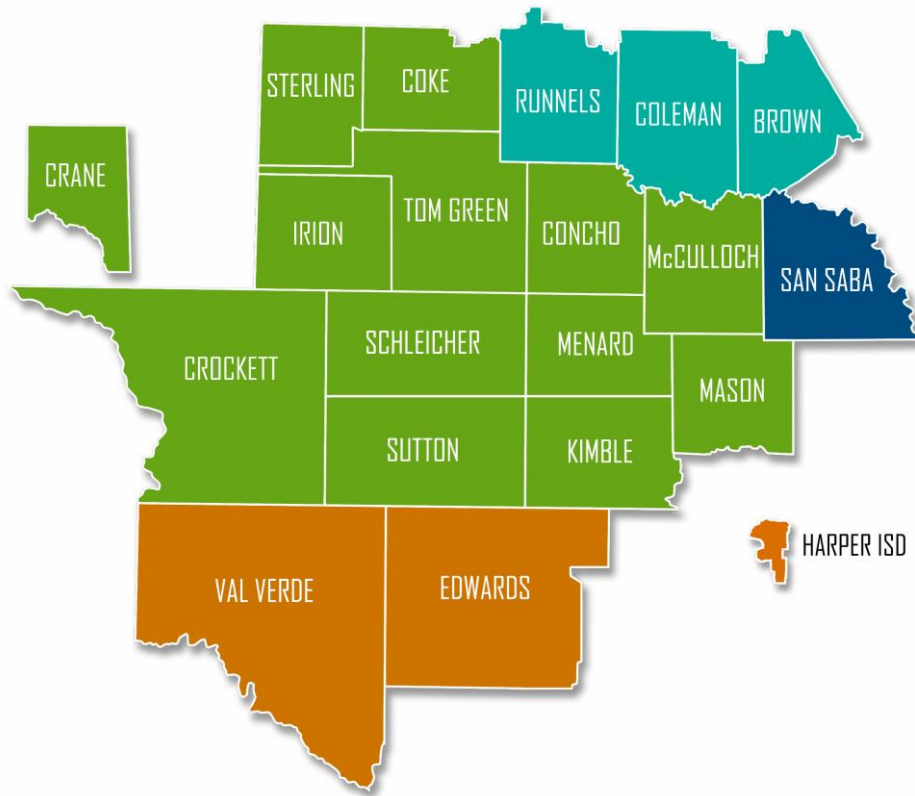 STERLING
COKE
RUNNELS
COLEMAN
BROWN
CRANE
IRION
TOM GREEN
CONCHO
McCULLOCH
SAN SABA
CROCKETT
SCHLEICHER
MENARD
MASON
SUTTON
KIMBLE
VAL VERDE
EDWARDS
HARPER ISD